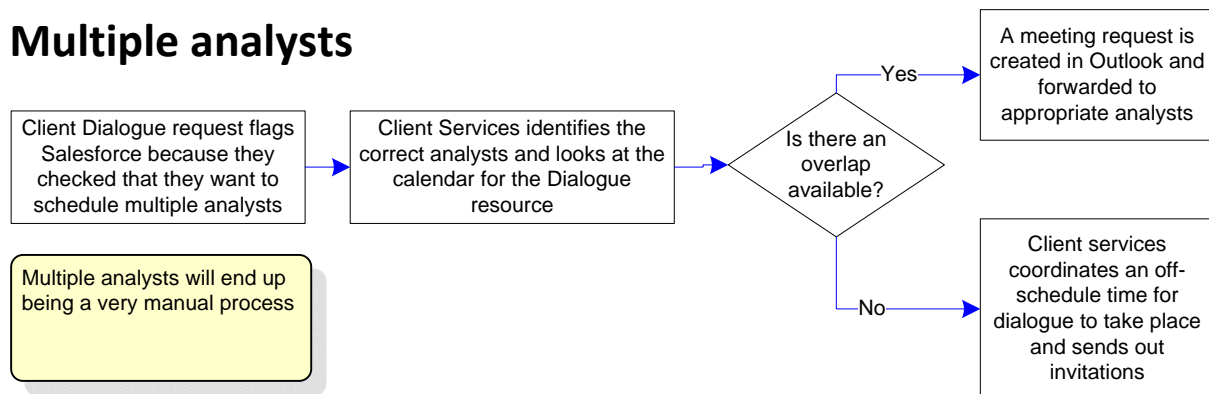 Multiple analysts
Client Dialogue request flags
Salesforce because they
checked that they want to
schedule multiple analysts
Client Services identifies the
correct analysts and looks at the
calendar for the Dialogue
resource
Is there an
overlap
available?
Yes
A meeting request is
created in Outlook and
forwarded to
appropriate analysts
No
Client services
coordinates an off-
schedule time for
dialogue to take place
and sends out
invitations
Multiple analysts will end up
being a very manual process